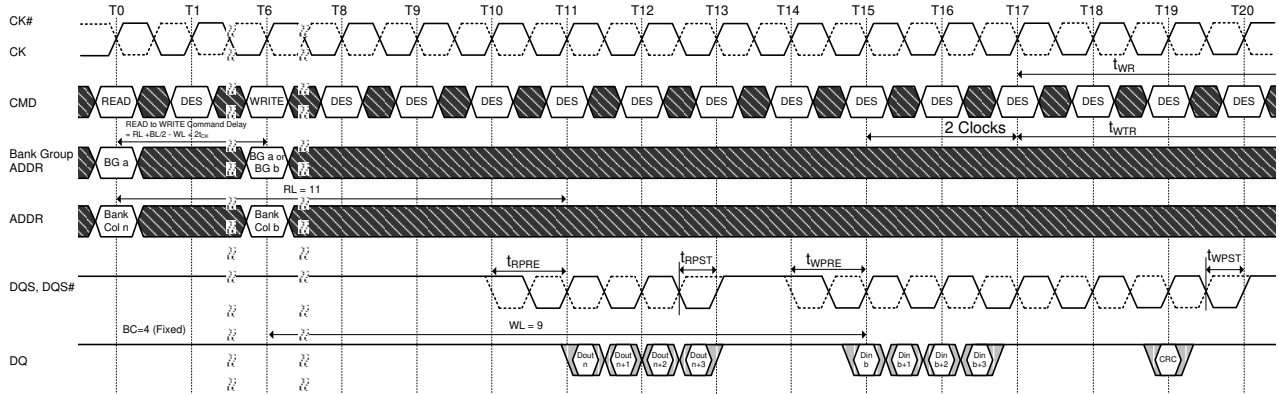 T0 T1 T6 T8 T9 T10 T11 T12 T13 T14 T15 T16 T17 T18 T19 T20
CK#
CK
tWR
CMD READ DES WRITE DES DES DES DES DES DES DES DES DES DES DES DES DES
READ to WRITE Command Delay
= RL +BL/2 - WL + 2tCK
2 Clocks
tWTR
Bank Group
ADDR
BG a
BG a or
BG b
RL = 11
ADDR
Bank
Col n
Bank
Col b
tRPRE tRPST tWPRE tWPST
DQS, DQS#
BC=4 (Fixed)
WL = 9
DQ
Dout
n
Dout
n+1
Dout
n+2
Dout
n+3
Din
b
Din
b+1
Din
b+2
Din
b+3
CRC